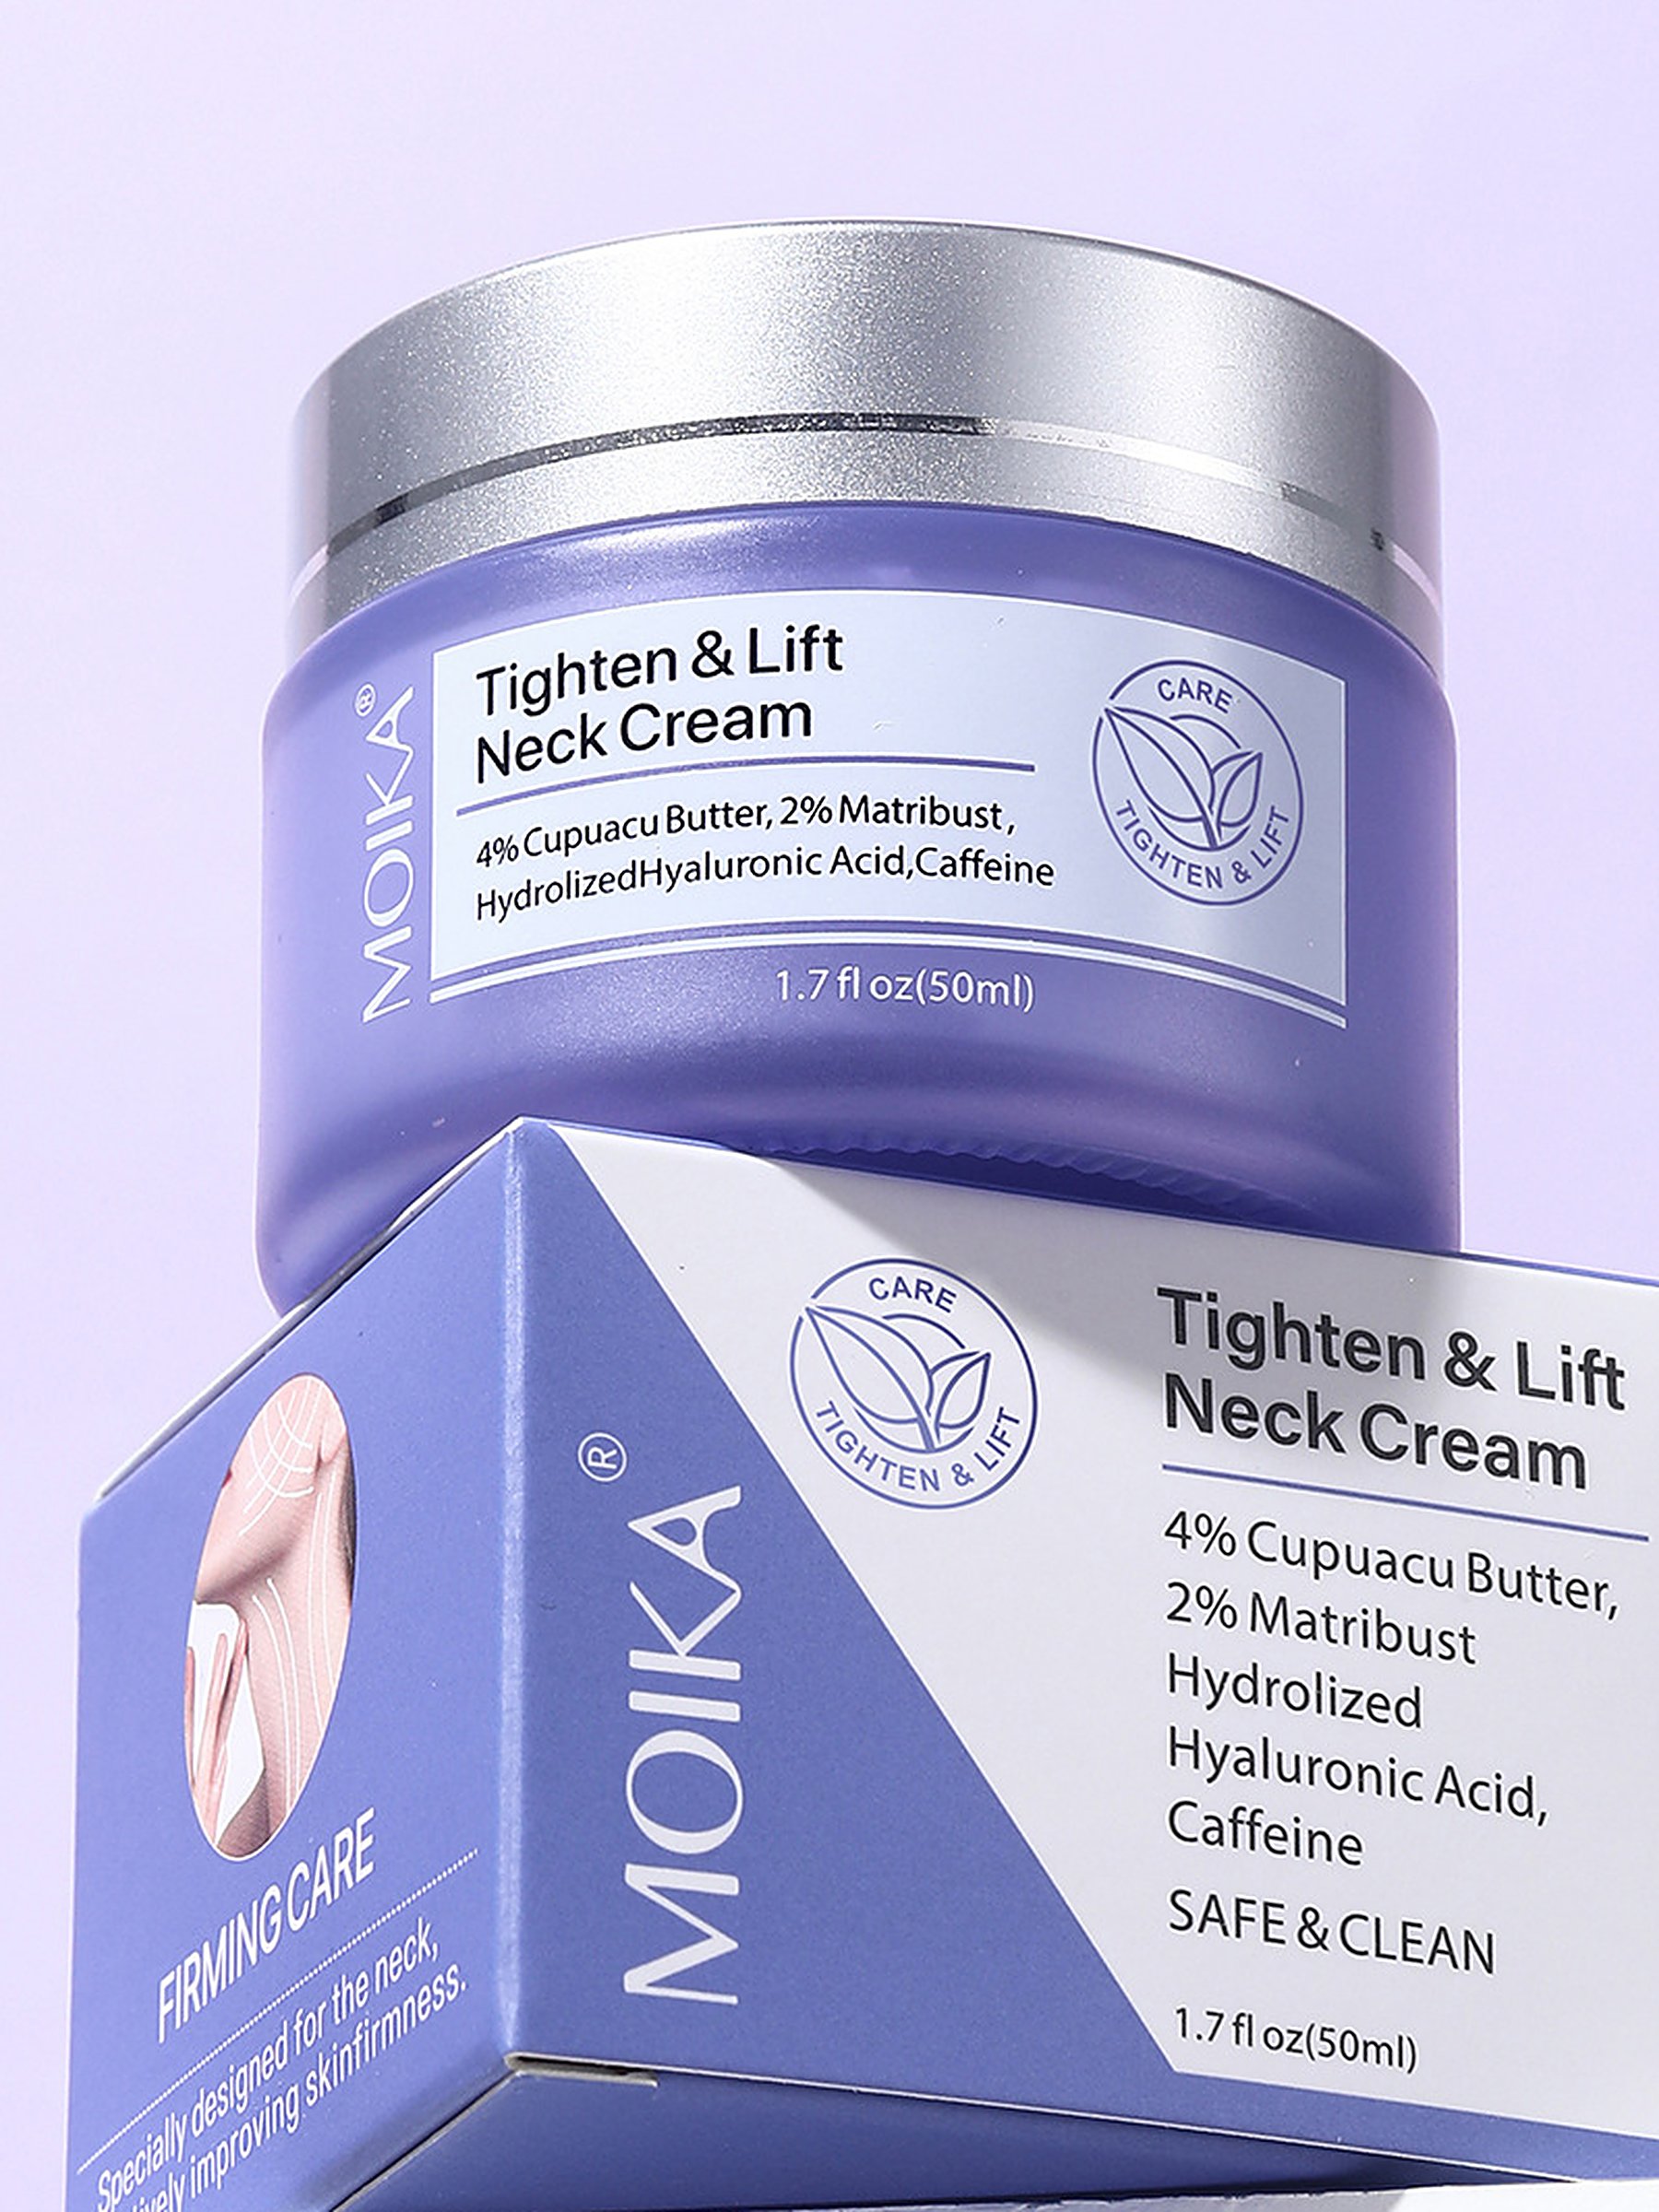 MOIKA®
Tighten & Lift
Neck Cream
4% Cupuacu Butter, 2% Matribust,
HydrolizedHyaluronic Acid,Caffeine
CARE
TIGHTEN & LIFT
1.7 fl oz(50ml)
FIRMING CARE
Specially designed for the neck,
improving skinfirmness.
MOIKA®
CARE
TIGHTEN & LIFT
Tighten & Lift
Neck Cream
4% Cupuacu Butter,
2% Matribust
Hydrolized
Hyaluronic Acid,
Caffeine
SAFE & CLEAN
1.7 fl oz(50ml)